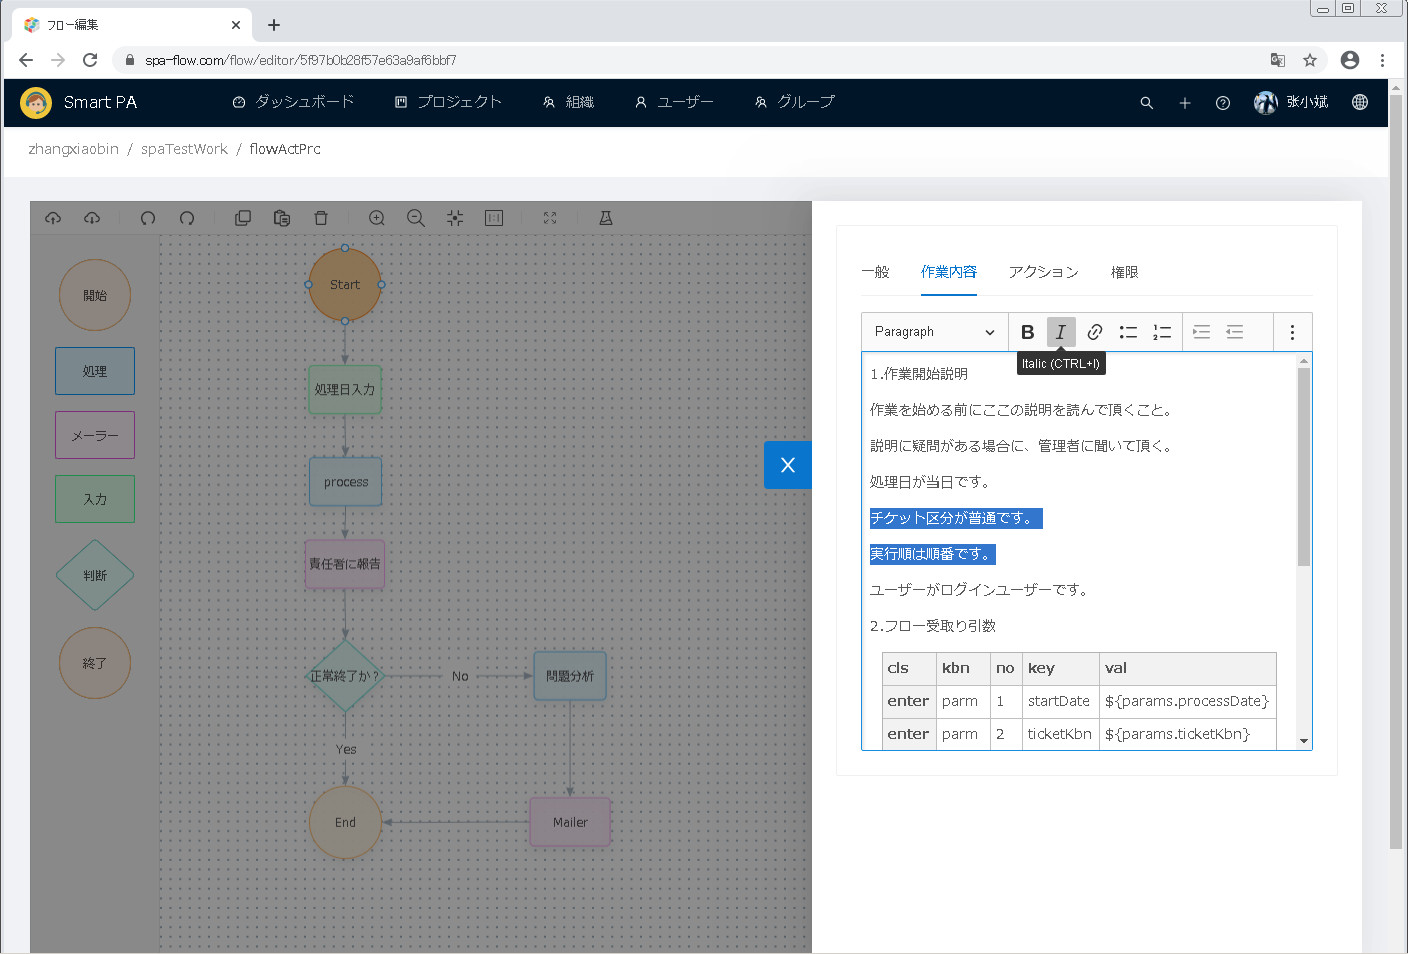 フロー編集
spa-flow.com/flow/editor/5f97b0b28f57e63a9af6bbf7
Smart PA
ダッシュボード
プロジェクト
組織
ユーザー
グループ
张小斌
zhangxiaobin / spaTestWork / flowActPrc
開始
処理
メーラー
入力
判断
終了
Start
処理日入力
process
責任者に報告
正常終了か?
No
問題分析
Yes
End
Mailer
X
一般
作業内容
アクション
権限
Paragraph
B
I
Italic (CTRL+I)
1.作業開始説明
作業を始める前にここの説明を読んで頂くこと。
説明に疑問がある場合に、管理者に聞いて頂く。
処理日が当日です。
チケット区分が普通です。
実行順は順番です。
ユーザーがログインユーザーです。
2.フロー受取り引数
cls kbn no key val
enter parm 1 startDate ${params.processDate}
enter parm 2 ticketKbn ${params.ticketKbn}